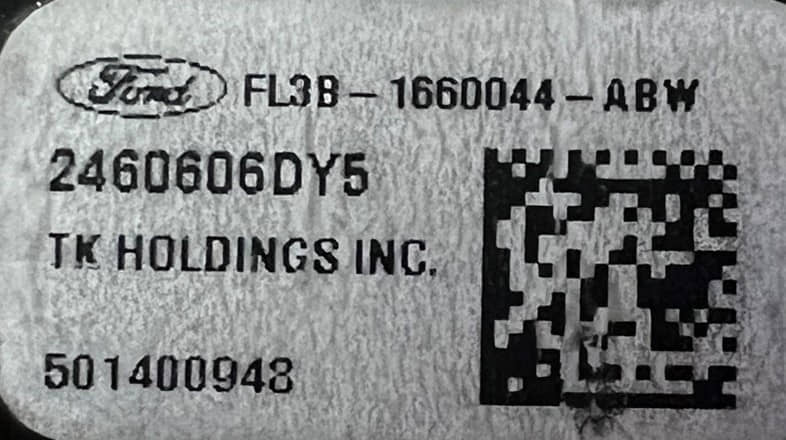 Ford FL3B-1660044-ABW
2460606DY5
TK HOLDINGS INC.
501400948